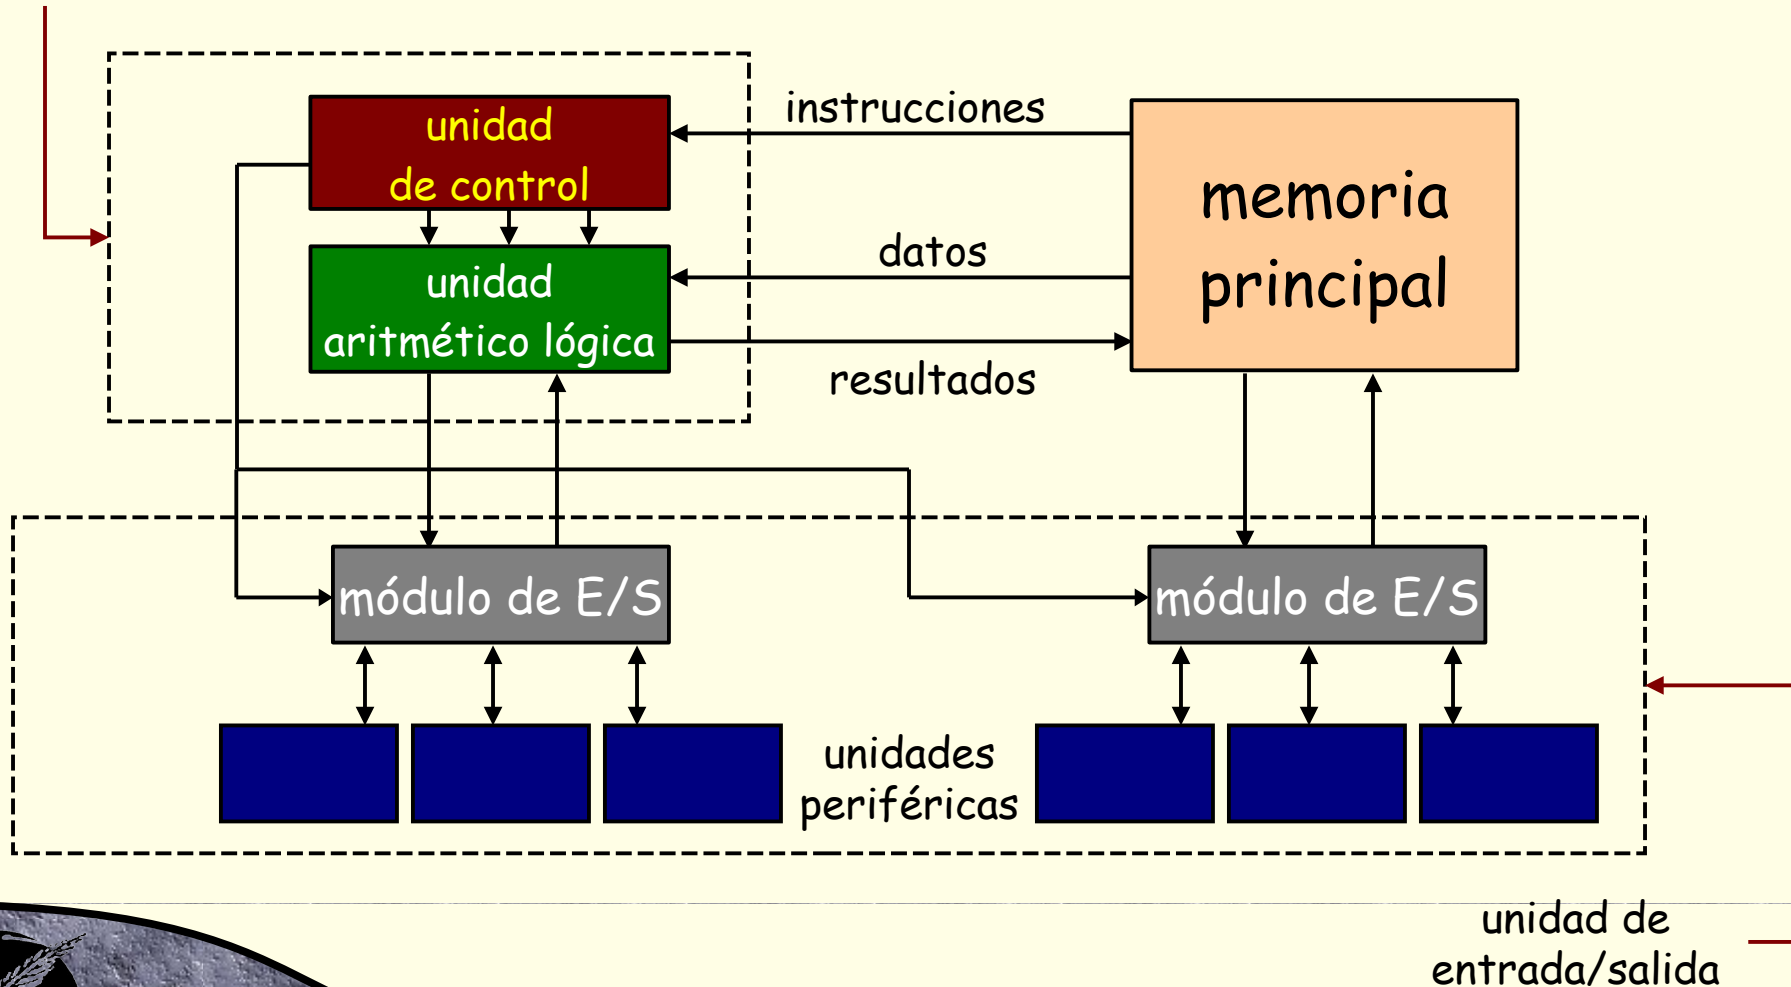 unidad
de control
instrucciones
memoria
principal
datos
unidad
aritmético lógica
resultados
módulo de E/S
módulo de E/S
unidades
periféricas
unidad de
entrada/salida